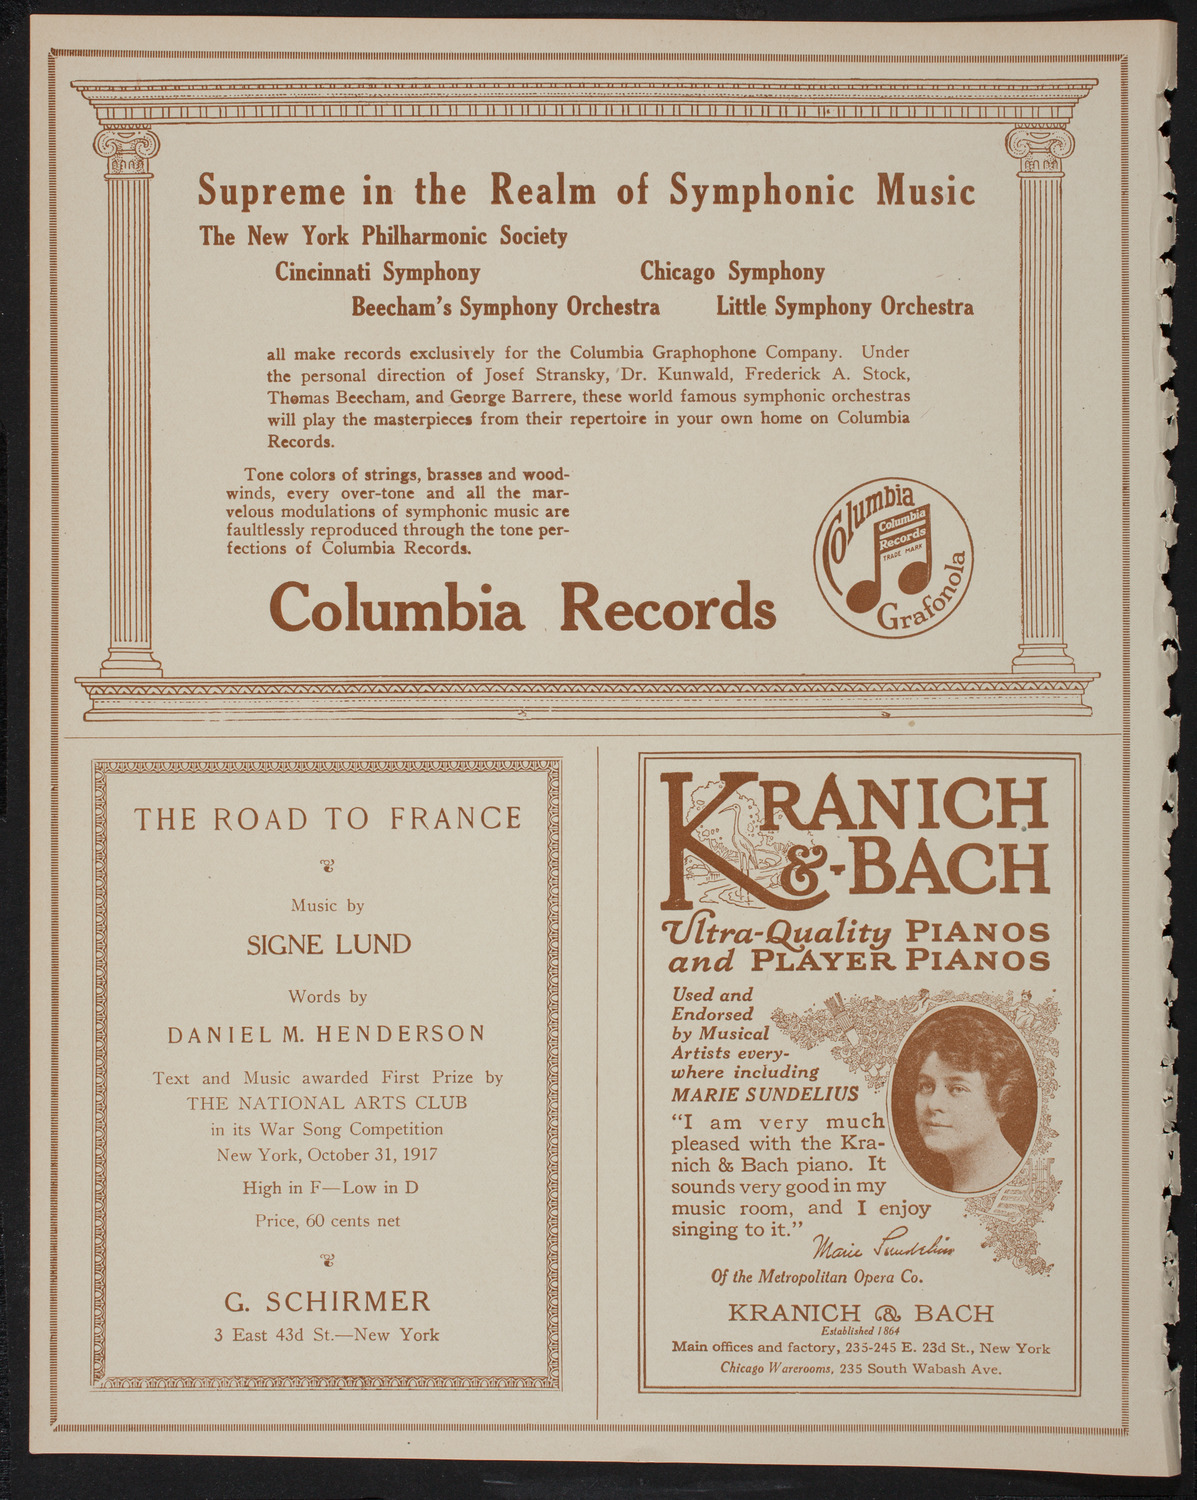 Supreme in the Realm of Symphonic Music
The New York Philharmonic Society
Cincinnati Symphony Chicago Symphony
Beecham's Symphony Orchestra Little Symphony Orchestra
all make records exclusively for the Columbia Graphophone Company. Under
the personal direction of Josef Stransky, Dr. Kunwald, Frederick A. Stock,
Thomas Beecham, and George Barrere, these world famous symphonic orchestras
will play the masterpieces from their repertoire in your own home on Columbia
Records.
Tone colors of strings, brasses and wood-
winds, every over-tone and all the mar-
velous modulations of symphonic music are
faultlessly reproduced through the tone per-
fections of Columbia Records.
Columbia Records
Columbia
Columbia
Records
TRADE MARK
Grafonola
THE ROAD TO FRANCE
Music by
SIGNE LUND
Words by
DANIEL M. HENDERSON
Text and Music awarded First Prize by
THE NATIONAL ARTS CLUB
in its War Song Competition
New York, October 31, 1917
High in F—Low in D
Price, 60 cents net
G. SCHIRMER
3 East 43d St.—New York
KRANICH
&-BACH
Ultra-Quality PIANOS
and PLAYER PIANOS
Used and
Endorsed
by Musical
Artists every-
where including
MARIE SUNDELIUS
"I am very much
pleased with the Kra-
nich & Bach piano. It
sounds very good in my
music room, and I enjoy
singing to it."
Marie Sundelius
Of the Metropolitan Opera Co.
KRANICH & BACH
Established 1864
Main offices and factory, 235-245 E. 23d St., New York
Chicago Warerooms, 235 South Wabash Ave.